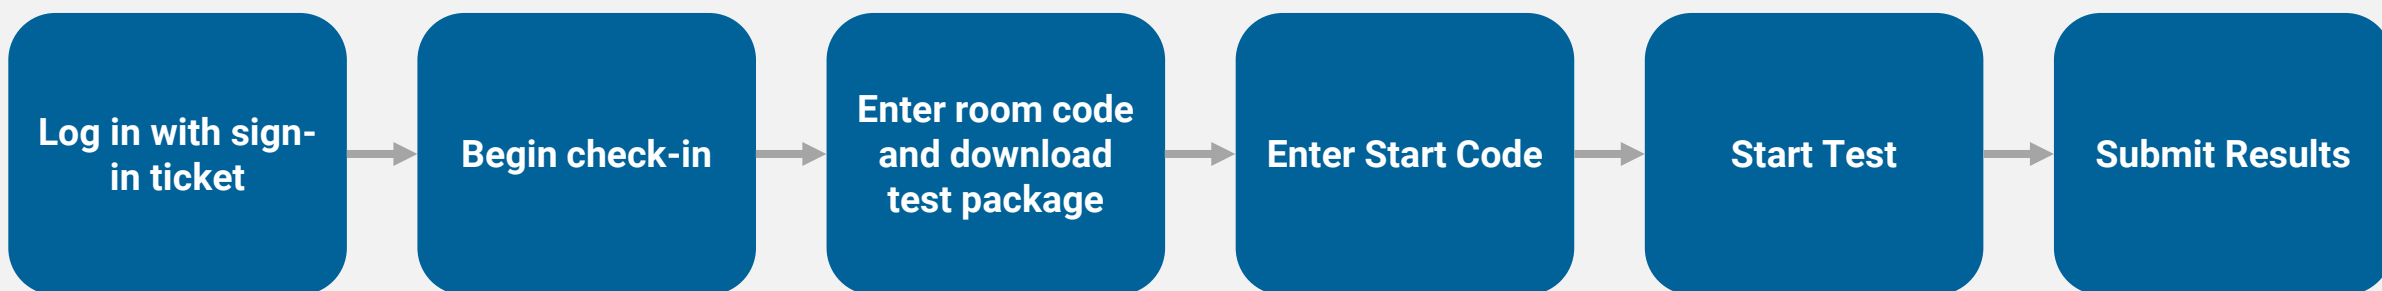 Log in with sign-
in ticket
Begin check-in
Enter room code
and download
test package
Enter Start Code
Start Test
Submit Results